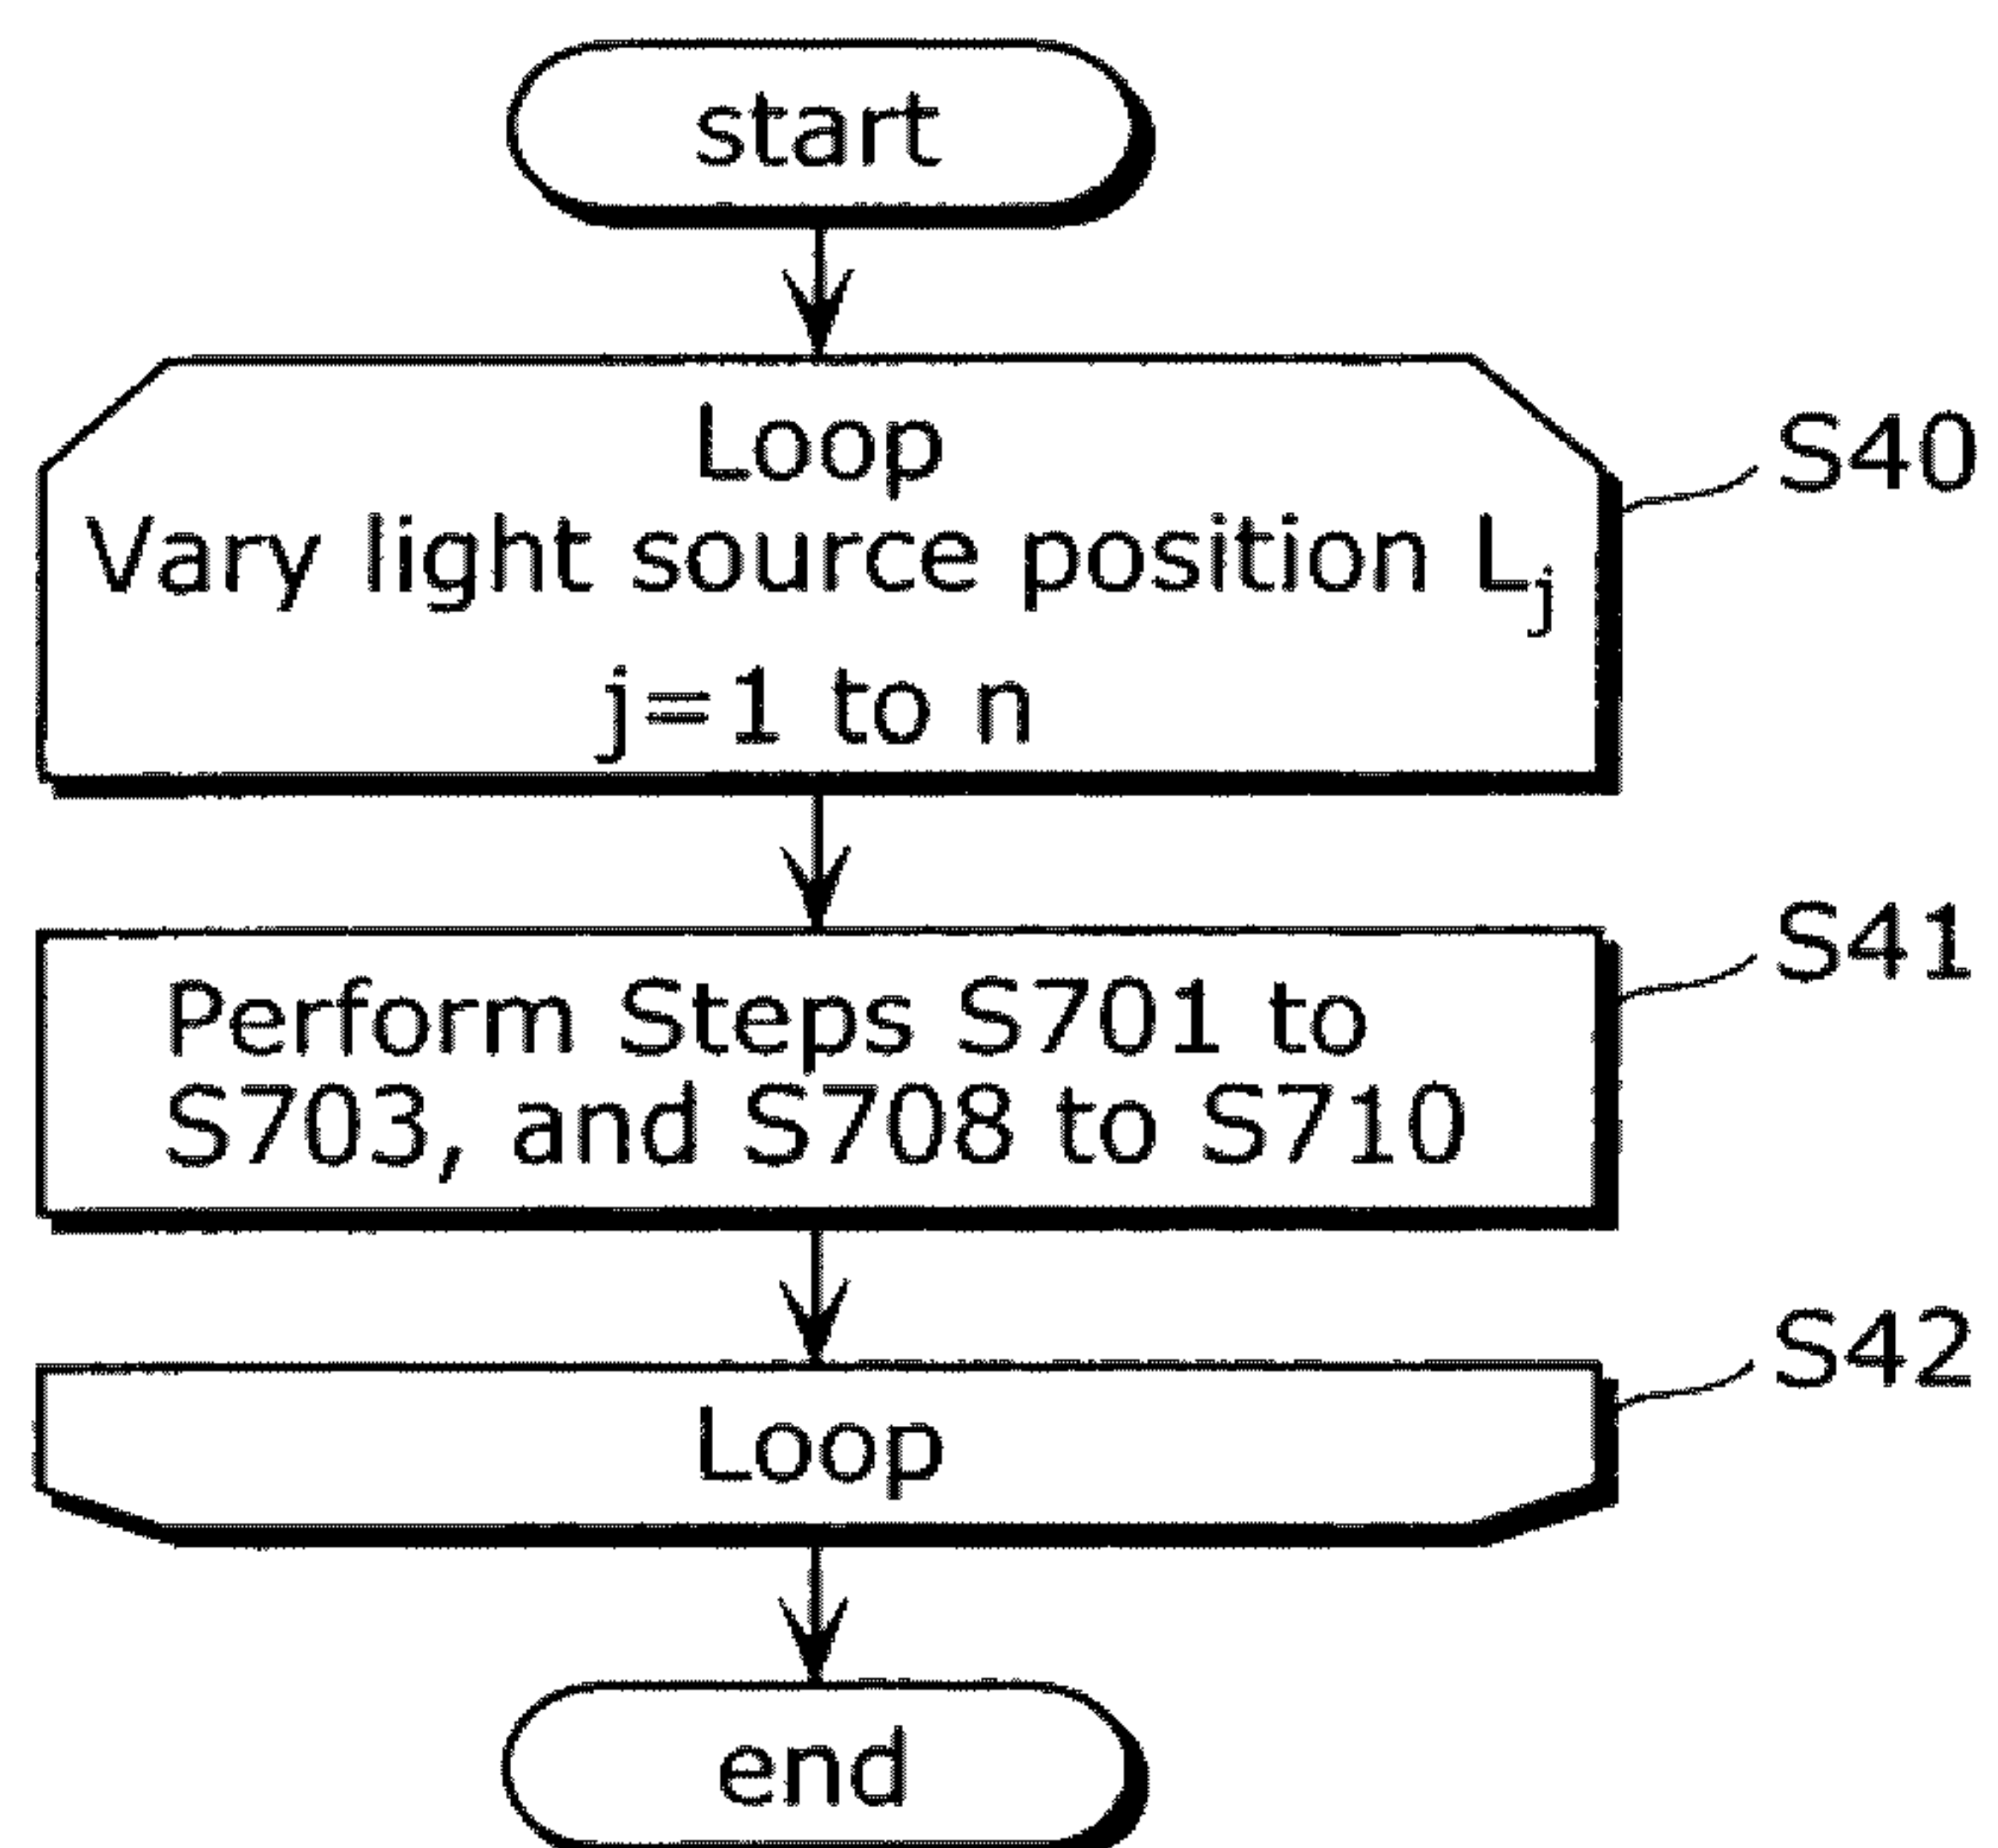 start
Loop
S40
Vary light source position Lj
j=1 to n
S41
Perform Steps S701 to
S703, and S708 to S710
S42
Loop
end